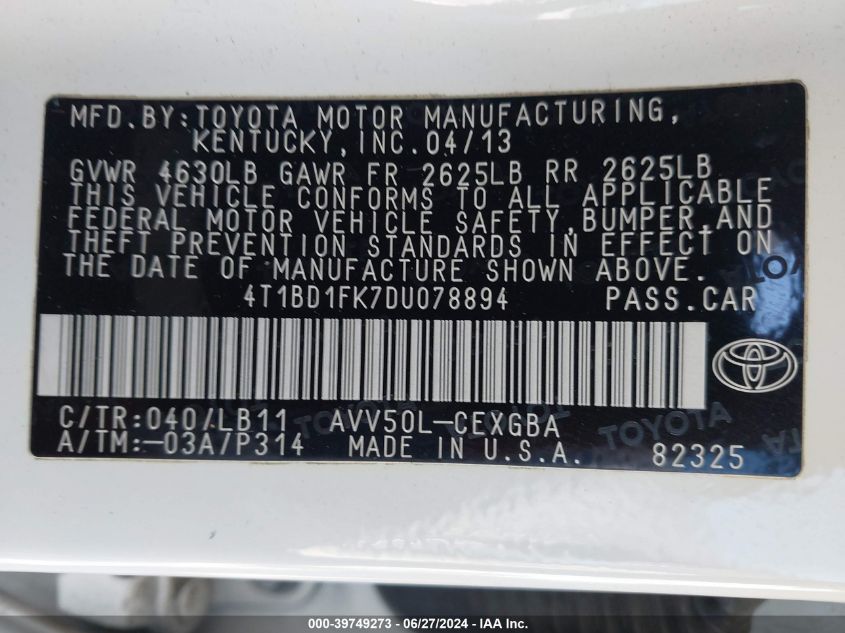 MFD.BY:TOYOTA MOTOR MANUFACTURING,
KENTUCKY,INC.04/13
GVWR 4630LB GAWR FR 2625LB RR 2625LB
THIS VEHICLE CONFORMS TO ALL APPLICABLE
FEDERAL MOTOR VEHICLE SAFETY,BUMPER,AND
THEFT PREVENTION STANDARDS IN EFFECT ON
THE DATE OF MANUFACTURE SHOWN ABOVE.
4T1BD1FK7DU078894 PASS.CAR
C/TR:040/LB11 AVV50L-CEXGBA
A/TM:-03A/P314 MADE IN U.S.A. 82325
TOYOTA
000-39749273 - 06/27/2024 - IAA Inc.